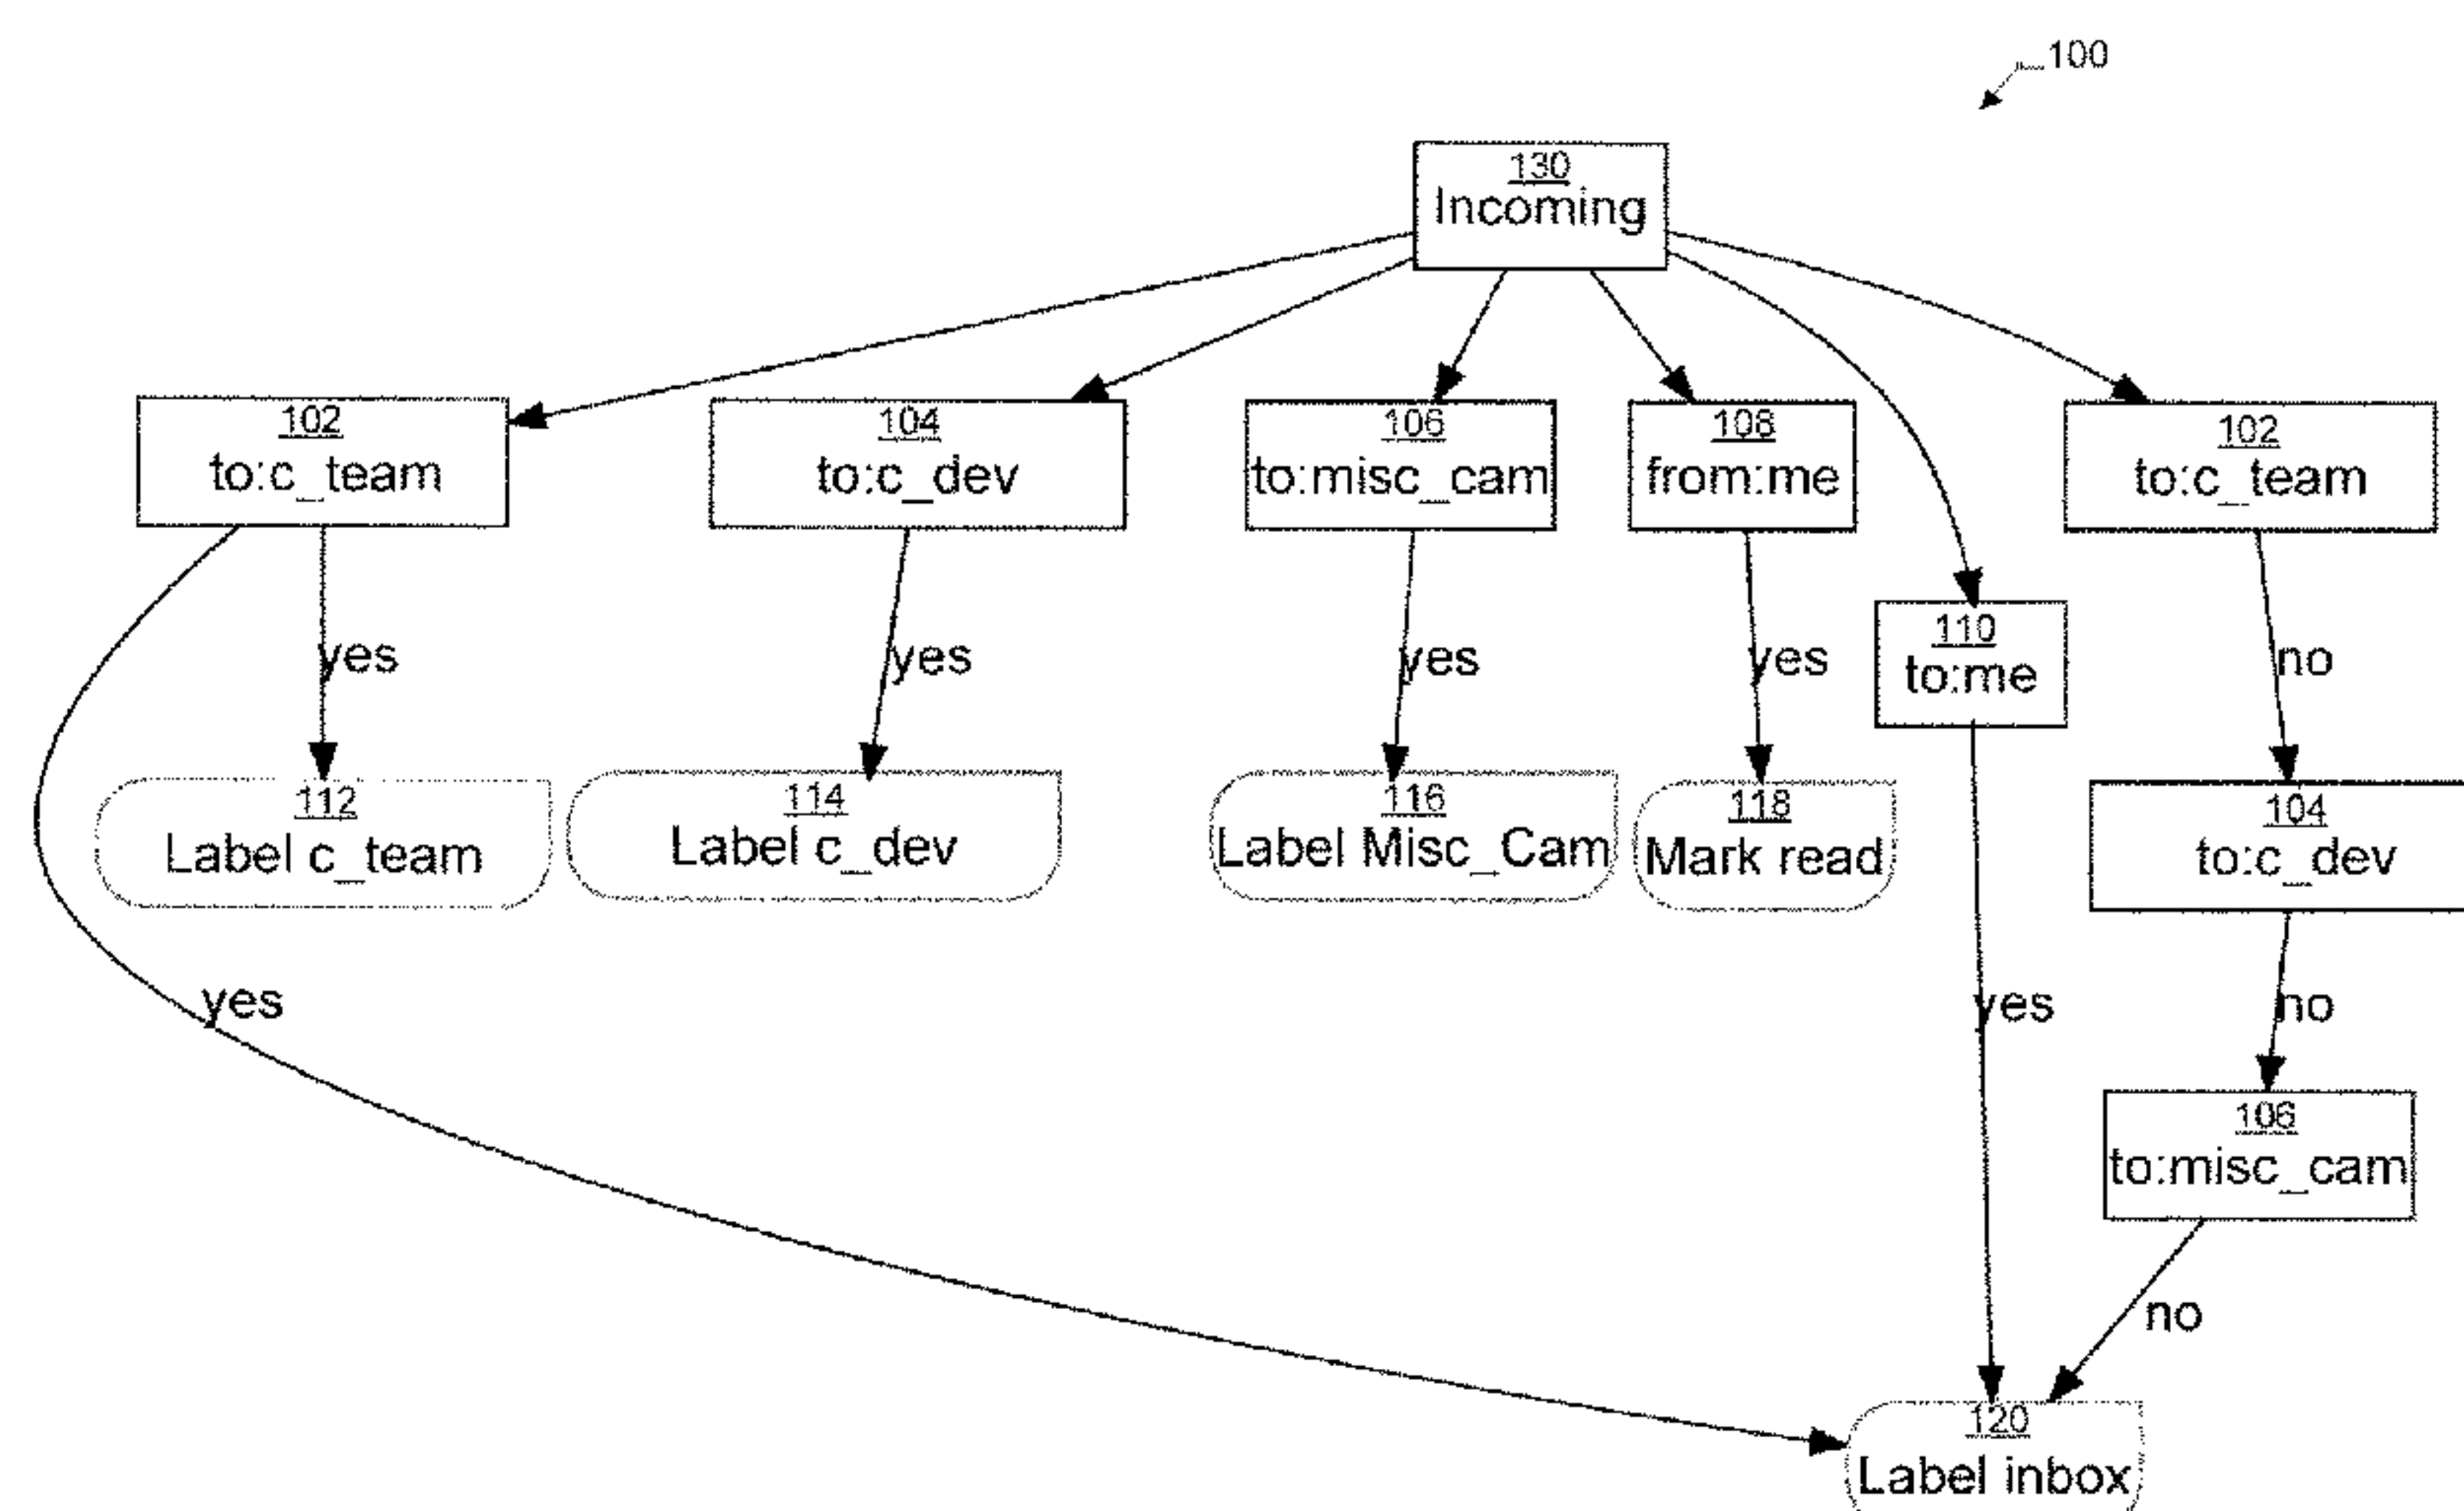 100
130
Incoming
102
to:c_team
104
to:c_dev
106
to:misc_cam
108
from:me
102
to:c_team
110
to:me
yes
yes
yes
yes
no
112
Label c_team
114
Label c_dev
116
Label Misc_Cam
118
Mark read
104
to:c_dev
yes
yes
no
106
to:misc_cam
no
120
Label inbox